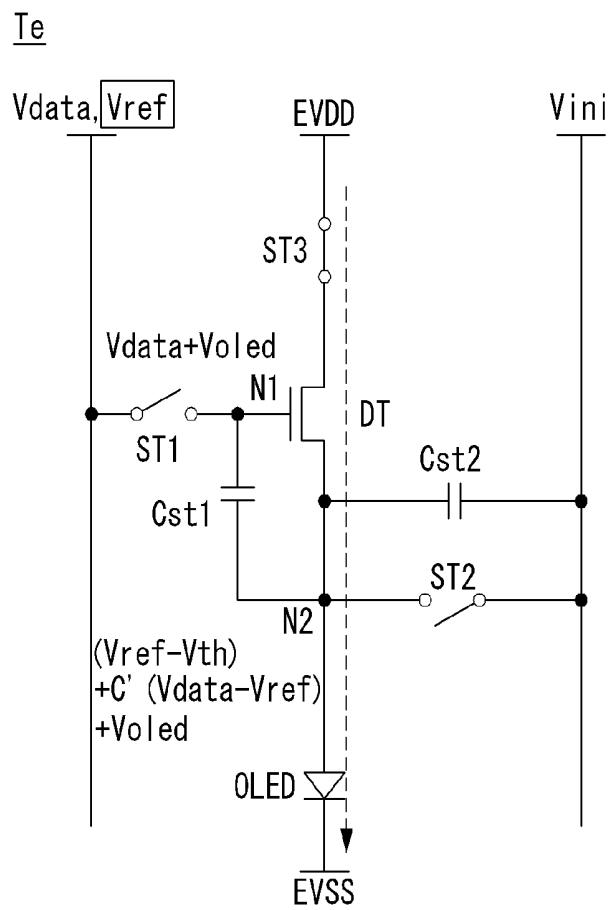 Te
Vdata, Vref
EVDD
Vini
ST3
Vdata+Voled
N1
DT
ST1
Cst2
Cst1
ST2
N2
(Vref-Vth)
+C' (Vdata-Vref)
+Voled
OLED
EVSS